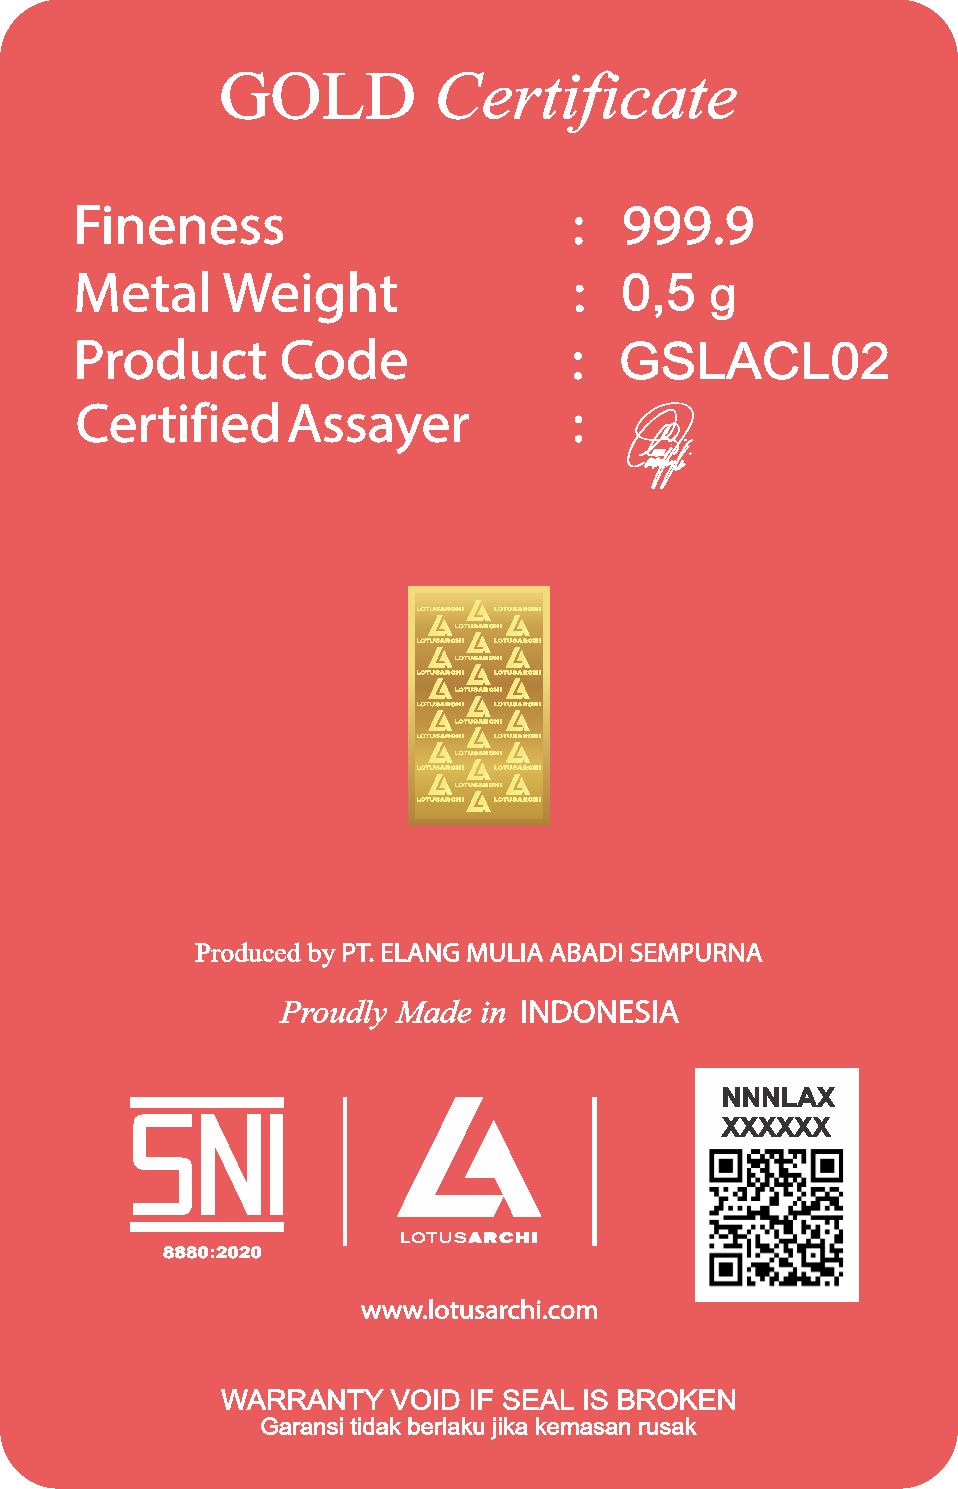 GOLD Certificate
Fineness : 999.9
Metal Weight : 0,5 g
Product Code : GSLACL02
Certified Assayer :
LOTUSARCHI
Produced by PT. ELANG MULIA ABADI SEMPURNA
Proudly Made in INDONESIA
NNNLAX
XXXXXX
SNI
8880:2020
LOTUSARCHI
www.lotusarchi.com
WARRANTY VOID IF SEAL IS BROKEN
Garansi tidak berlaku jika kemasan rusak